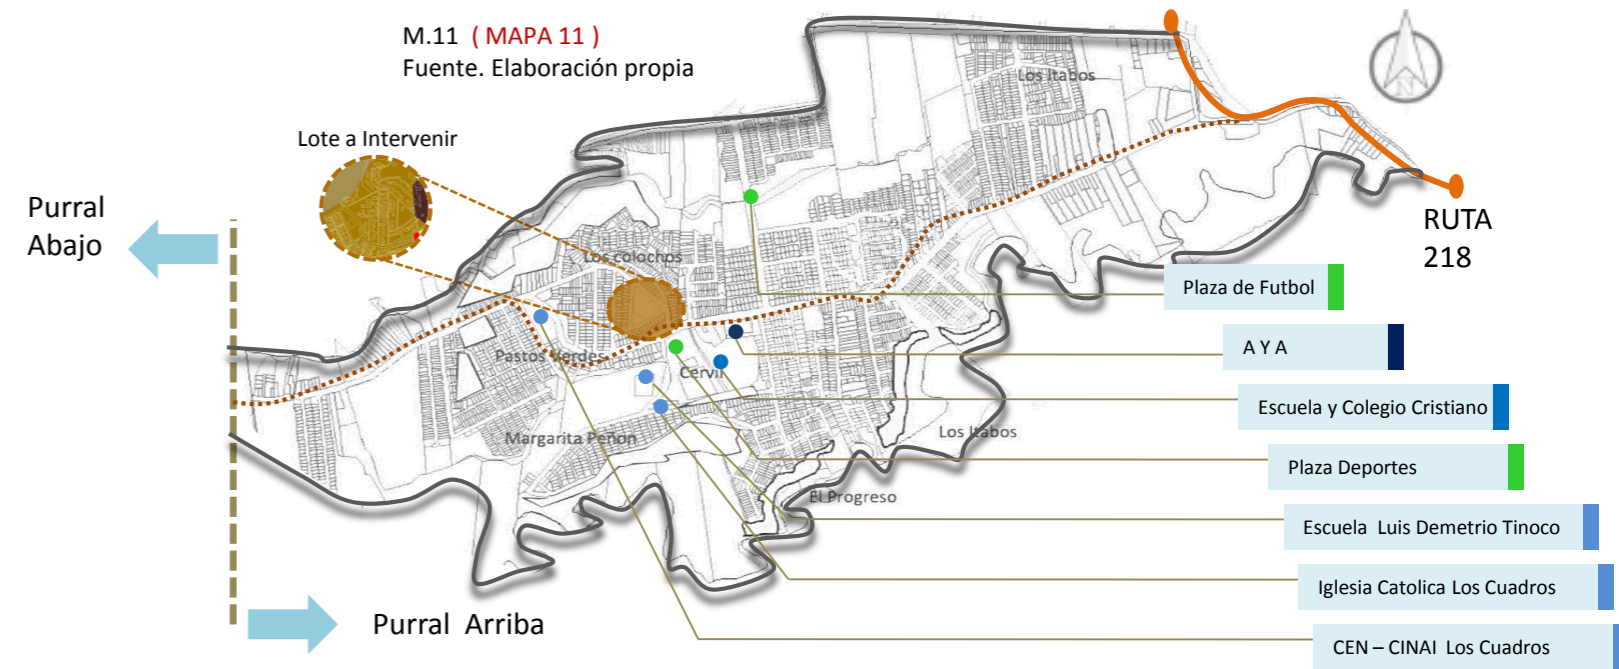 M.11 ( MAPA 11 )
Fuente. Elaboración propia
Los Itabos
N
Lote a Intervenir
Purral
Abajo
RUTA
218
Los colochos
Plaza de Futbol
A Y A
Pastos Verdes
Cervil
Escuela y Colegio Cristiano
Margarita Peñon
Los Itabos
Plaza Deportes
El Progreso
Escuela Luis Demetrio Tinoco
Iglesia Catolica Los Cuadros
Purral Arriba
CEN – CINAI Los Cuadros